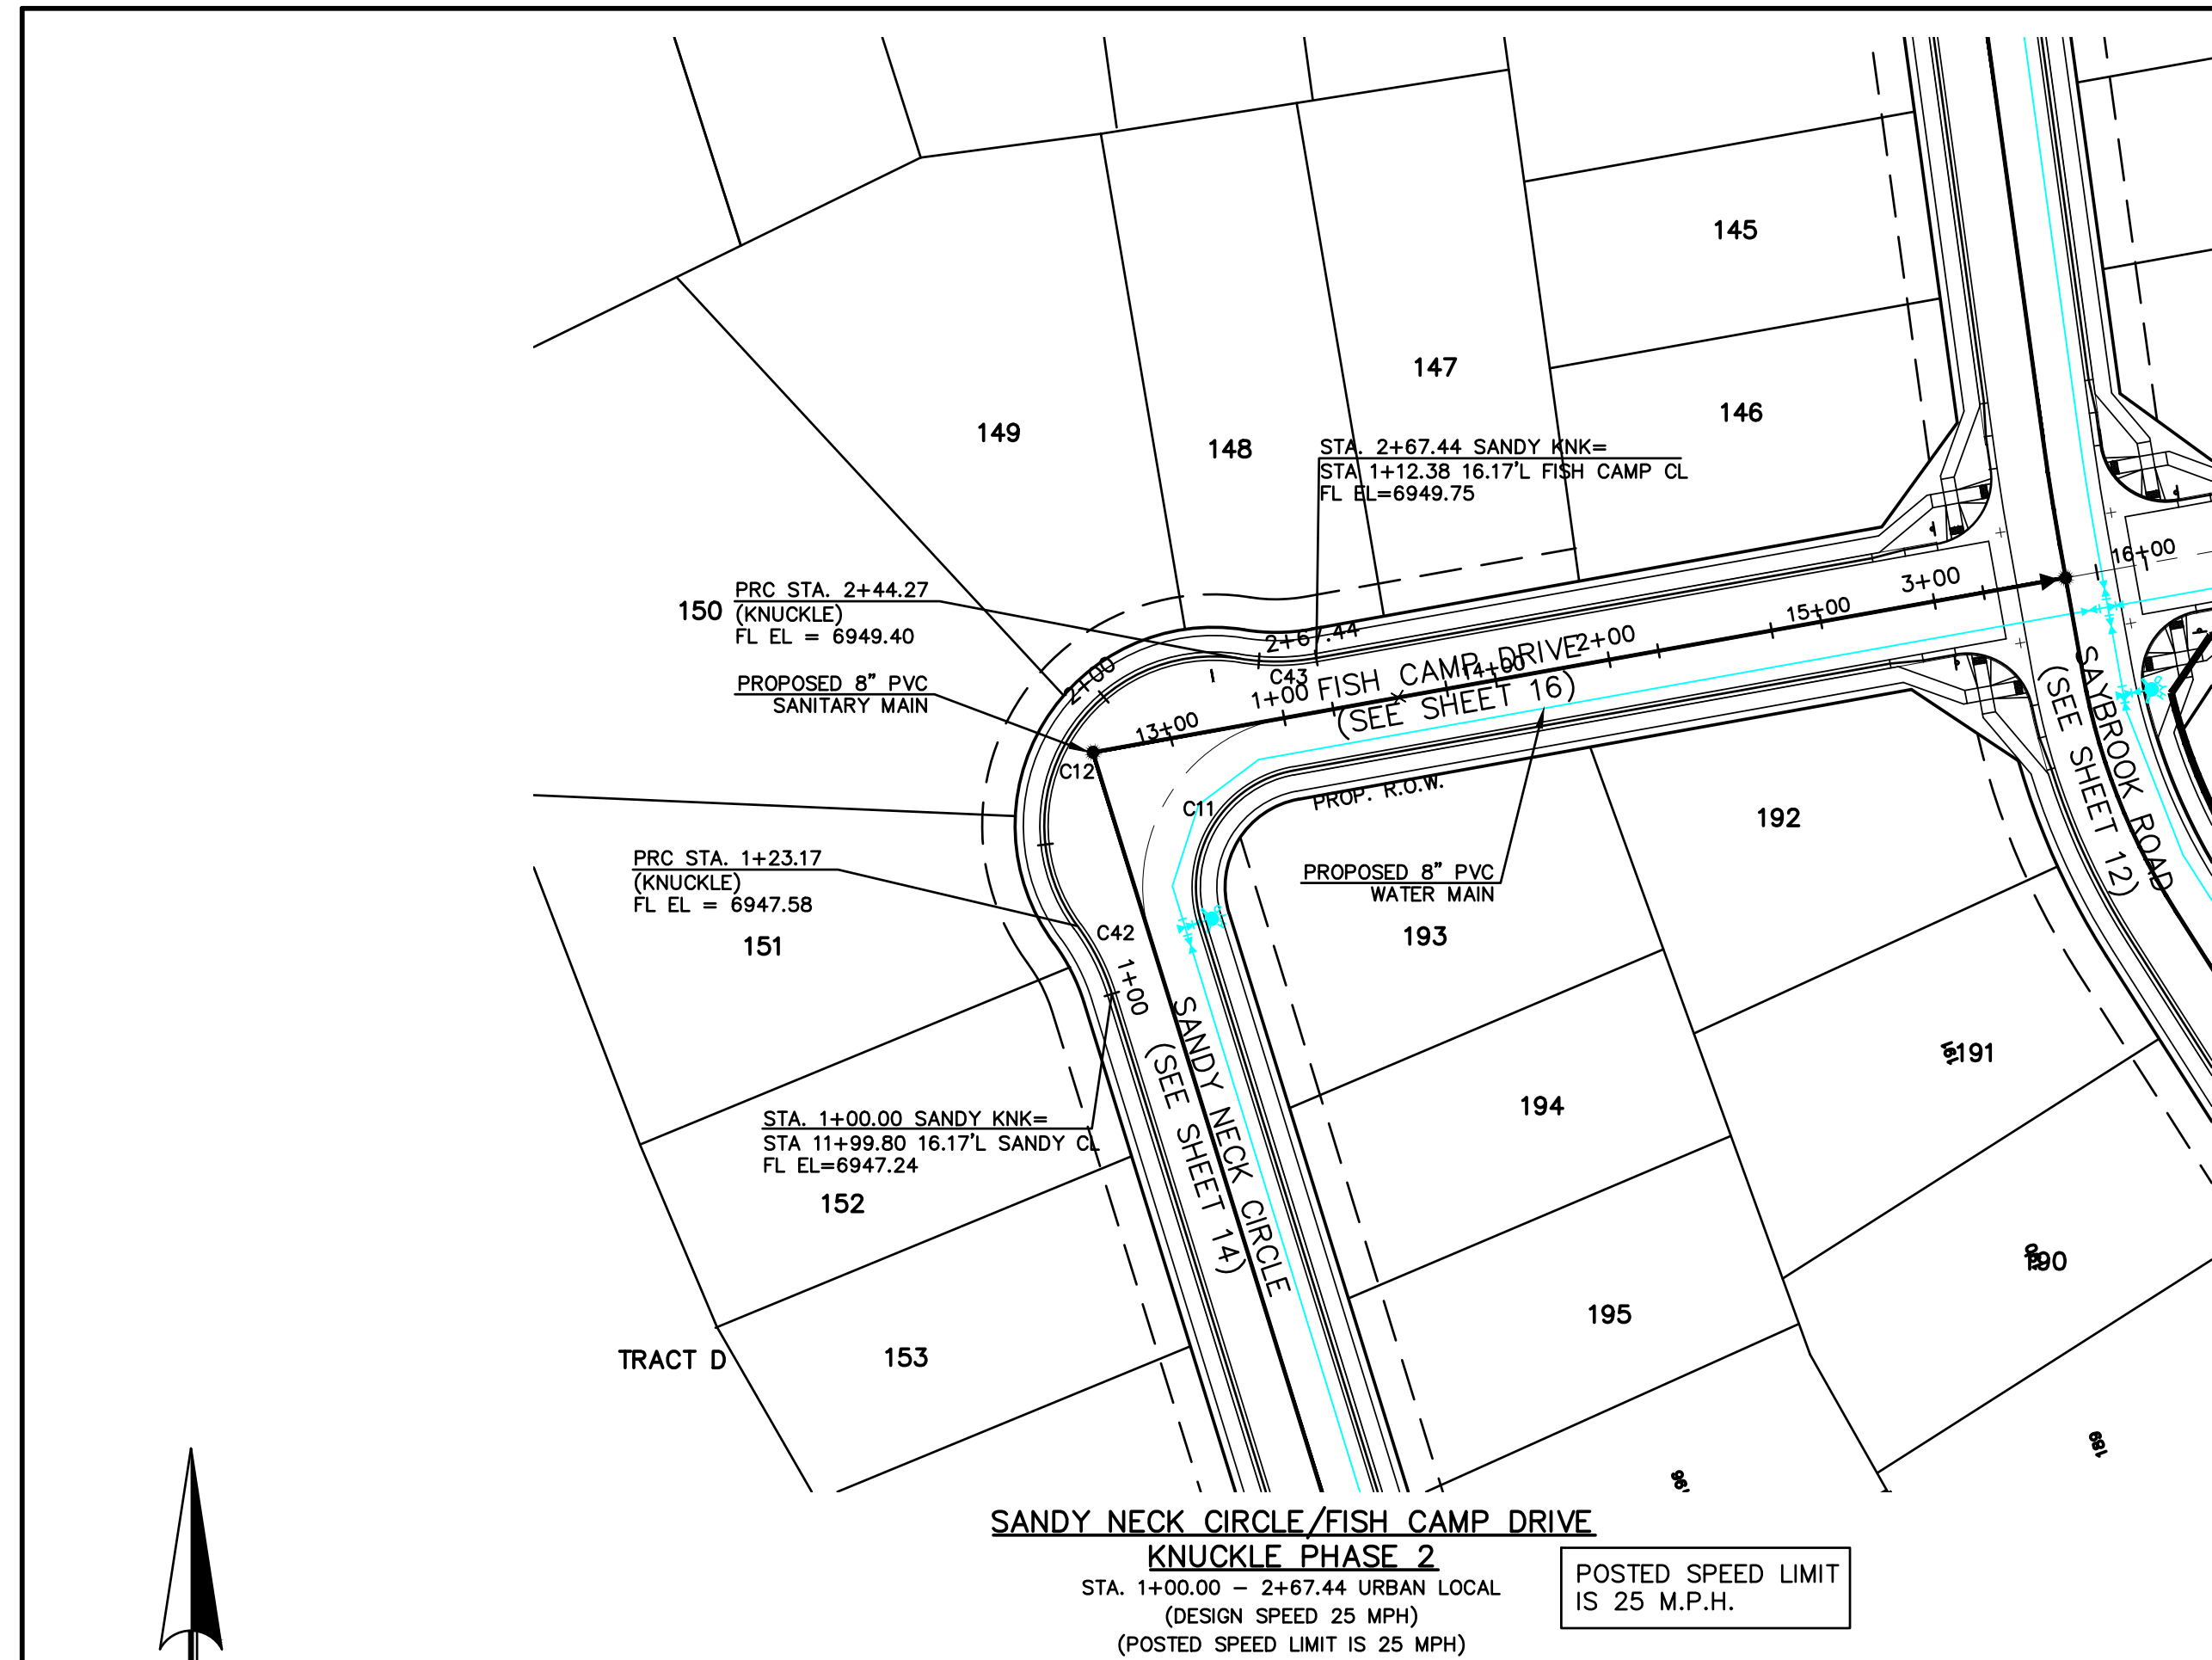 145
147
146
149
148
STA. 2+67.44 SANDY KNK=
STA 1+12.38 16.17'L FISH CAMP CL
FL EL=6949.75
16+00
PRC STA. 2+44.27
150
(KNUCKLE)
FL EL = 6949.40
3+00
15+00
2+67.44
2+00
FISH CAMP DRIVE
(SEE SHEET 16)
14+00
1+00
C43
2+00
13+00
PROPOSED 8" PVC
SANITARY MAIN
C12
C11
PROP. R.O.W.
192
SAYBROOK ROAD
(SEE SHEET 12)
PRC STA. 1+23.17
(KNUCKLE)
FL EL = 6947.58
PROPOSED 8" PVC
WATER MAIN
193
151
C42
1+00
SANDY NECK CIRCLE
(SEE SHEET 14)
191
191
STA. 1+00.00 SANDY KNK=
STA 11+99.80 16.17'L SANDY CL
FL EL=6947.24
194
152
190
195
TRACT D
153
189
SANDY NECK CIRCLE/FISH CAMP DRIVE
KNUCKLE PHASE 2
STA. 1+00.00 – 2+67.44 URBAN LOCAL
(DESIGN SPEED 25 MPH)
(POSTED SPEED LIMIT IS 25 MPH)
POSTED SPEED LIMIT
IS 25 M.P.H.